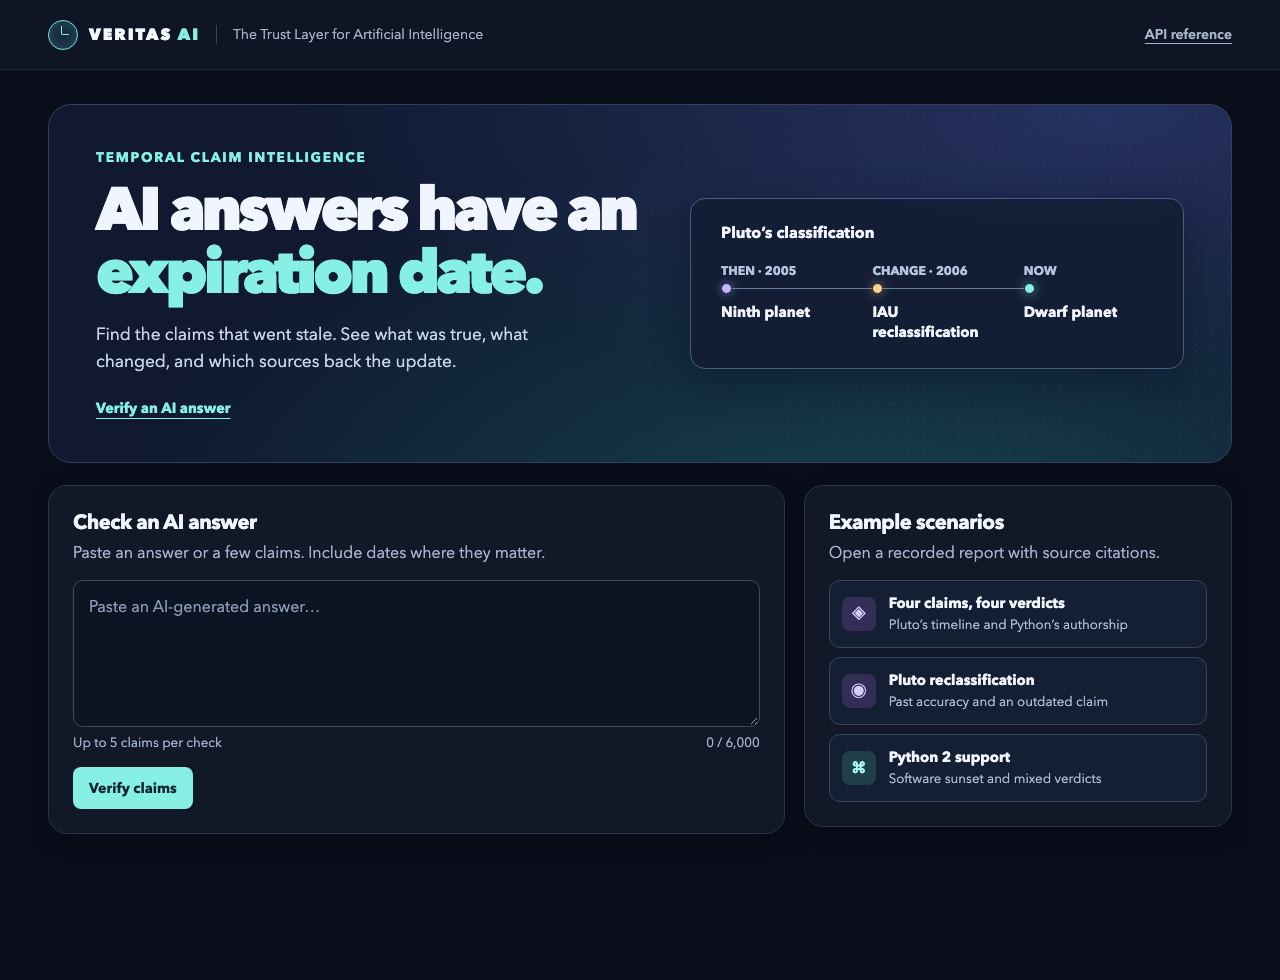 VERITAS AI
The Trust Layer for Artificial Intelligence
API reference
TEMPORAL CLAIM INTELLIGENCE
AI answers have an
expiration date.
Find the claims that went stale. See what was true, what
changed, and which sources back the update.
Verify an AI answer
Pluto’s classification
THEN · 2005
Ninth planet
CHANGE · 2006
IAU
reclassification
NOW
Dwarf planet
Check an AI answer
Paste an answer or a few claims. Include dates where they matter.
Paste an AI-generated answer…
Up to 5 claims per check
0 / 6,000
Verify claims
Example scenarios
Open a recorded report with source citations.
Four claims, four verdicts
Pluto’s timeline and Python’s authorship
Pluto reclassification
Past accuracy and an outdated claim
Python 2 support
Software sunset and mixed verdicts